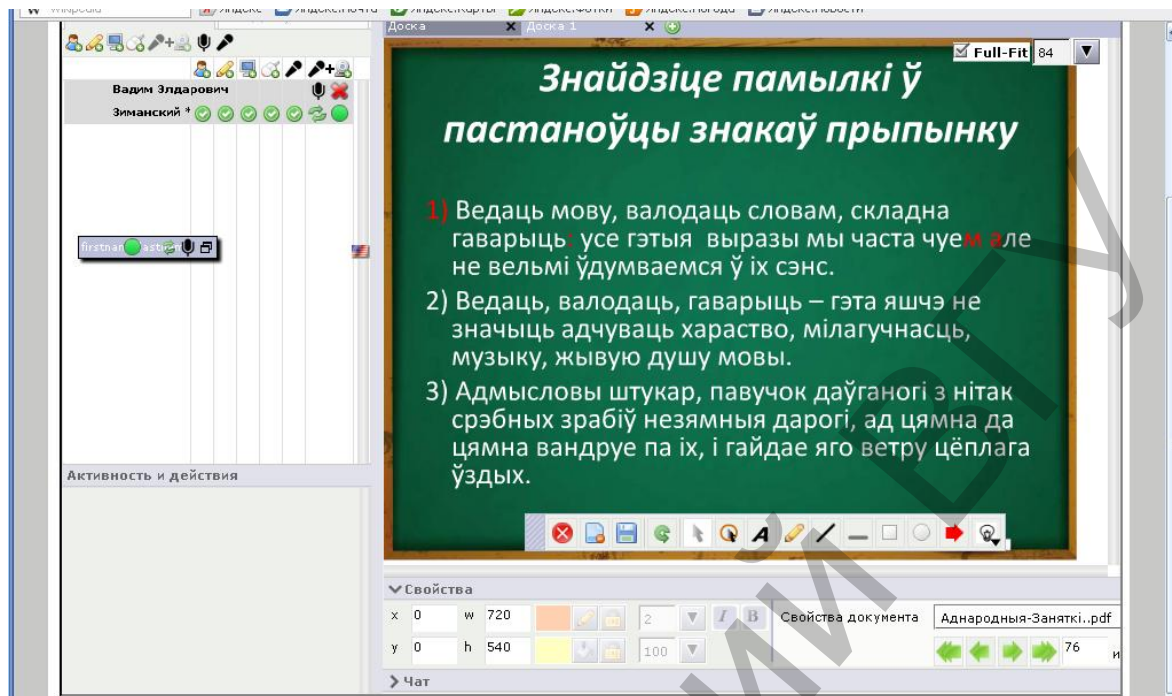 Доска Доска 1
Full-Fit 84
Вадим Элдарович
Зиманский *
Знайдзіце памылкі ў
пастаноўцы знакаў прыпынку
1) Ведаць мову, валодаць словам, складна
гаварыць: усе гэтыя выразы мы часта чуем але
не вельмі ўдумваемся ў іх сэнс.
2) Ведаць, валодаць, гаварыць – гэта яшчэ не
значыць адчуваць хараство, мілагучнасць,
музыку, жывую душу мовы.
3) Адмысловы штукар, павучок даўганогі з нітак
срэбных зрабіў незямныя дарогі, ад цямна да
цямна вандруе па іх, і гайдае яго ветру цёплага
ўздых.
Активность и действия
Свойства
x 0 w 720 2 I B Свойства документа Аднародныя-Заняткі..pdf
y 0 h 540 100 76 и
Чат
ИЙ ВГУ